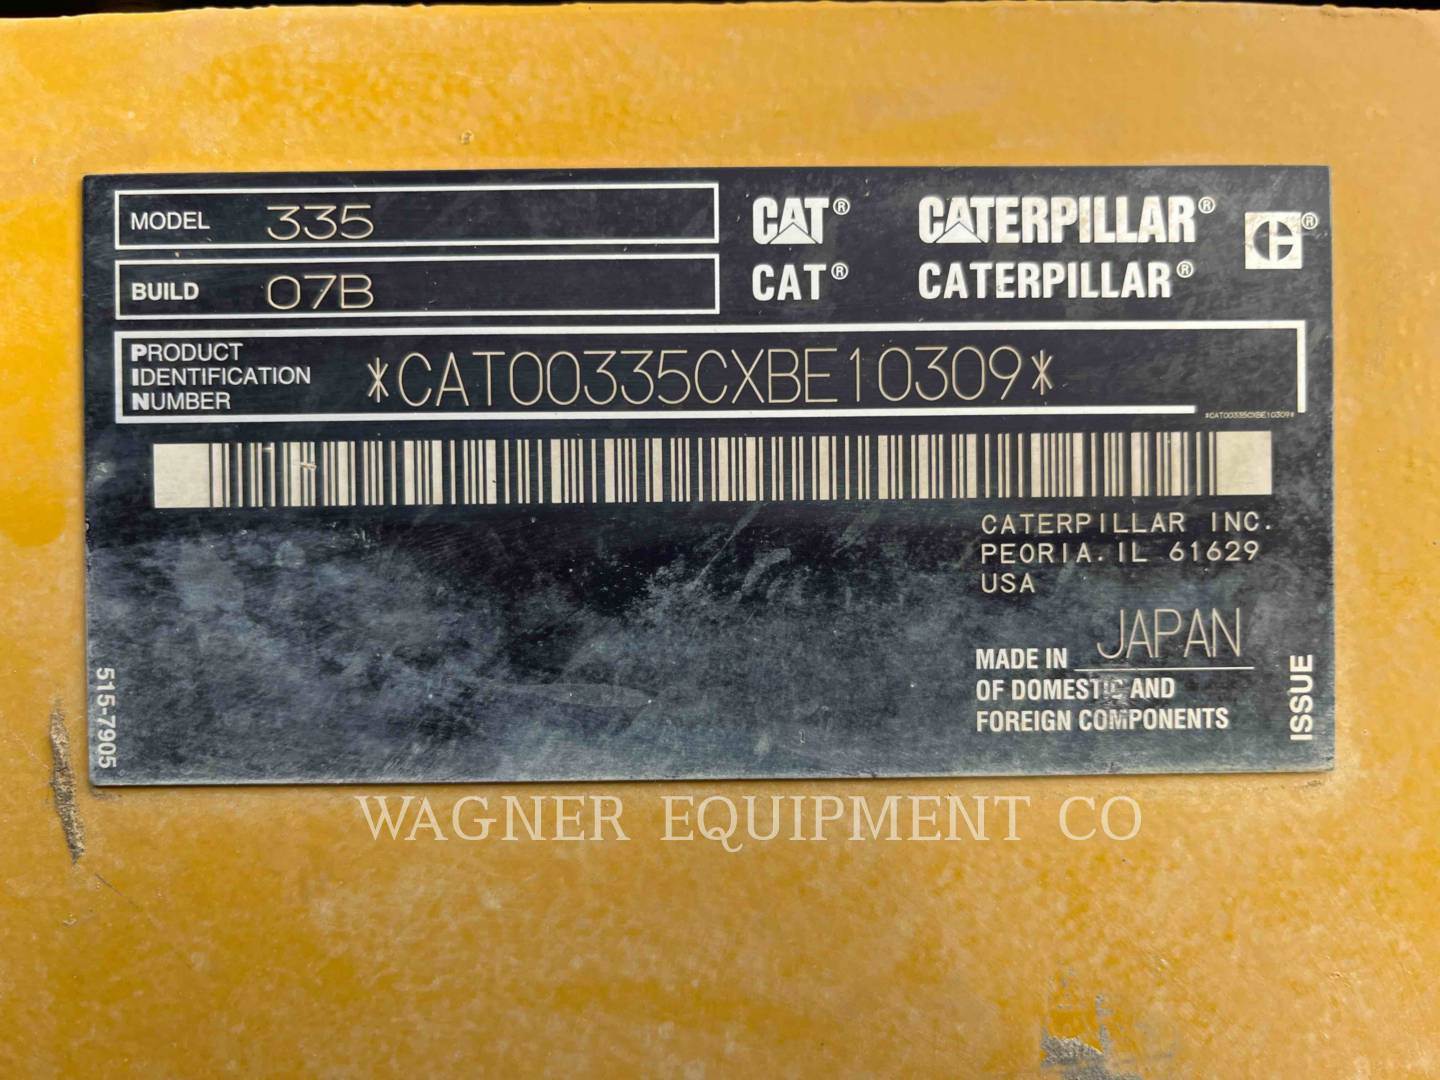 MODEL 335
BUILD 07B
CAT® CATERPILLAR® C®
CAT® CATERPILLAR®
PRODUCT
IDENTIFICATION
NUMBER
*CAT00335CXBE10309*
*CAT00335CXBE10309*
CATERPILLAR INC.
PEORIA. IL 61629
USA
MADE IN JAPAN
OF DOMESTIC AND
FOREIGN COMPONENTS
ISSUE
515-7905
WAGNER EQUIPMENT CO